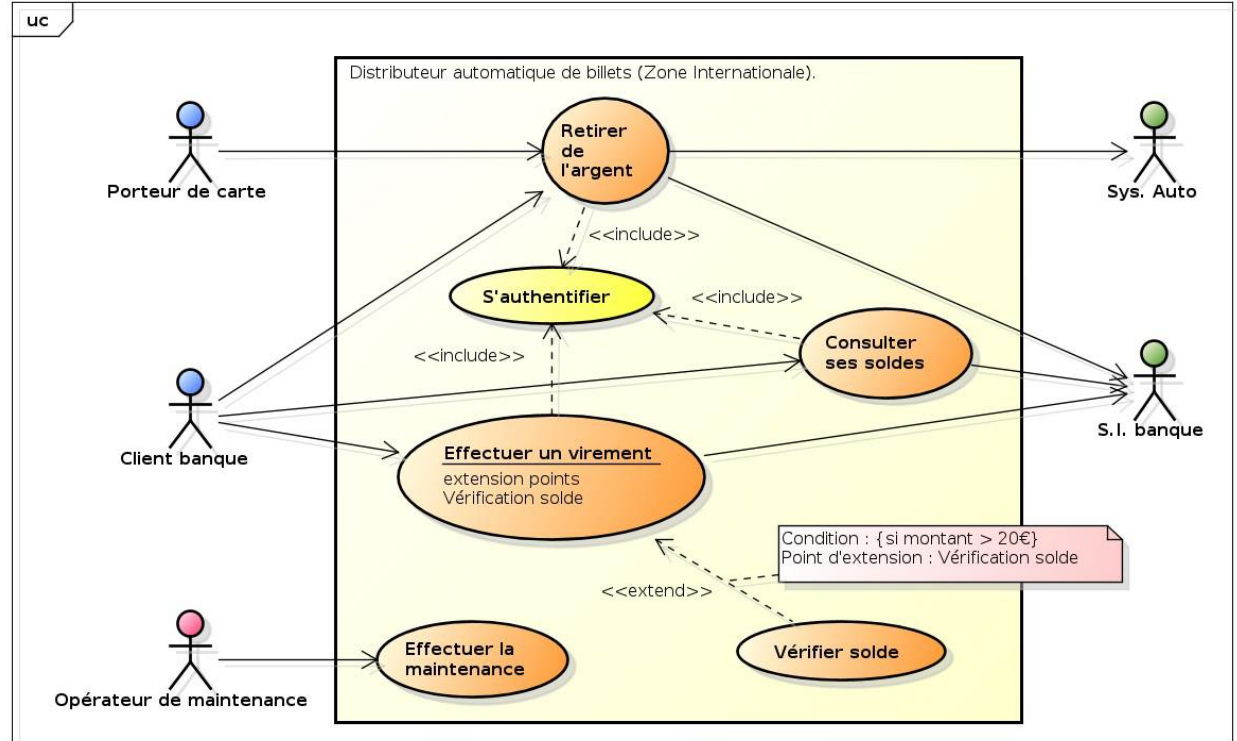 uc
Distributeur automatique de billets (Zone Internationale).
Retirer
de
l'argent
Porteur de carte
Sys. Auto
<<include>>
S'authentifier
<<include>>
Consulter
ses soldes
<<include>>
Client banque
S.I. banque
Effectuer un virement
extension points
Vérification solde
Condition : {si montant > 20€}
Point d'extension : Vérification solde
<<extend>>
Effectuer la
maintenance
Vérifier solde
Opérateur de maintenance